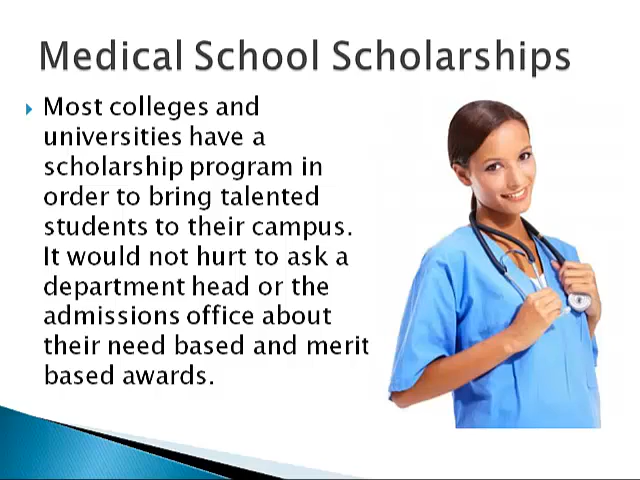 Medical School Scholarships
Most colleges and
universities have a
scholarship program in
order to bring talented
students to their campus.
It would not hurt to ask a
department head or the
admissions office about
their need based and merit
based awards.